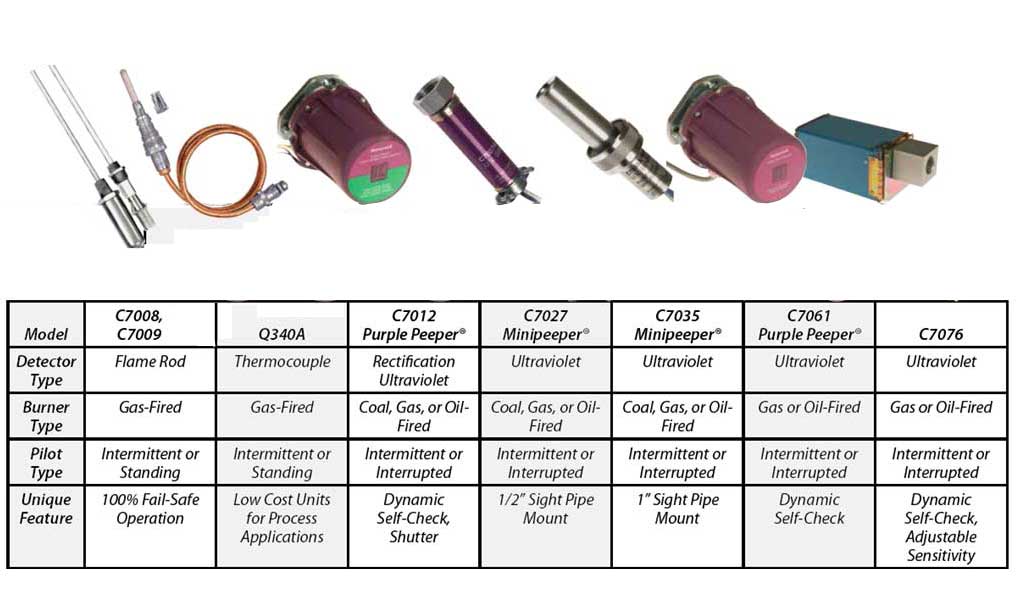 Model
C7008,
C7009
Q340A
C7012
Purple Peeper®
C7027
Minipeeper®
C7035
Minipeeper®
C7061
Purple Peeper®
C7076
Detector
Type
Flame Rod
Thermocouple
Rectification
Ultraviolet
Ultraviolet
Ultraviolet
Ultraviolet
Ultraviolet
Burner
Type
Gas-Fired
Gas-Fired
Coal, Gas, or Oil-
Fired
Coal, Gas, or Oil-
Fired
Coal, Gas, or Oil-
Fired
Gas or Oil-Fired
Gas or Oil-Fired
Pilot
Type
Intermittent or
Standing
Intermittent or
Standing
Intermittent or
Interrupted
Intermittent or
Interrupted
Intermittent or
Interrupted
Intermittent or
Interrupted
Intermittent or
Interrupted
Unique
Feature
100% Fail-Safe
Operation
Low Cost Units
for Process
Applications
Dynamic
Self-Check,
Shutter
1/2” Sight Pipe
Mount
1” Sight Pipe
Mount
Dynamic
Self-Check
Dynamic
Self-Check,
Adjustable
Sensitivity